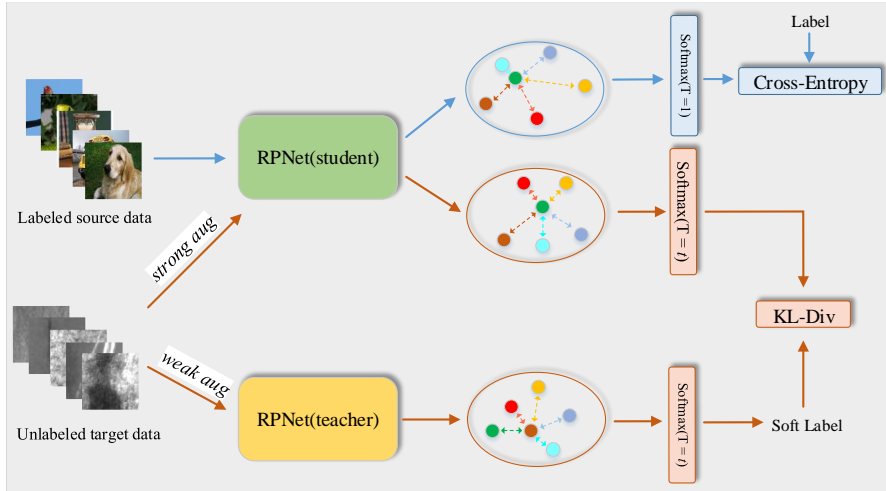 Label
Softmax(T =1)
Cross-Entropy
RPNet(student)
Labeled source data
strong aug
Softmax(T = t)
KL-Div
weak aug
RPNet(teacher)
Softmax(T = t)
Soft Label
Unlabeled target data